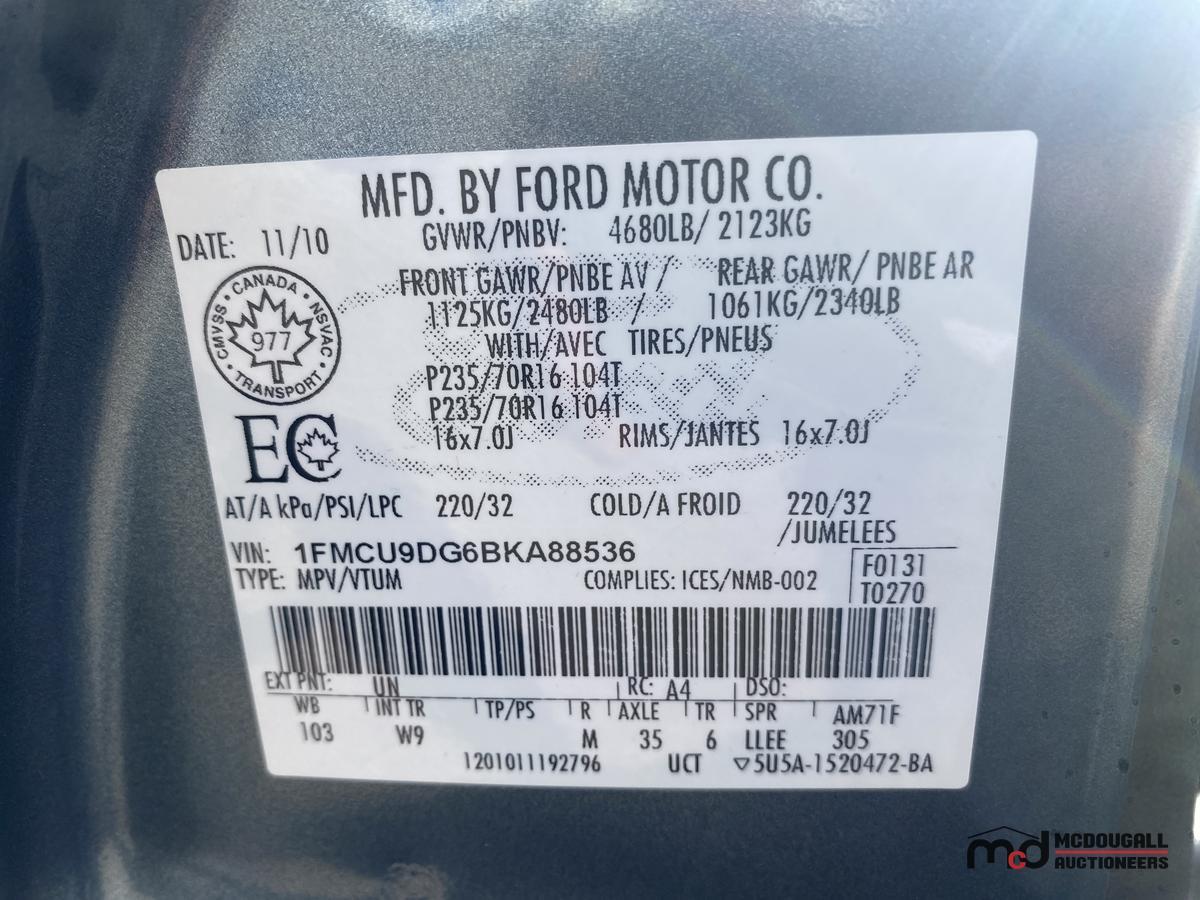 MFD. BY FORD MOTOR CO.
DATE: 11/10
GVWR/PNBV: 4680LB/ 2123KG
FRONT GAWR/PNBE AV / REAR GAWR/ PNBE AR
1125KG/2480LB / 1061KG/2340LB
WITH/AVEC TIRES/PNEUS
P235/70R16 104T
P235/70R16 104T
16x7.0J RIMS/JANTES 16x7.0J
CANADA
CMVSS 977 NSVAC
TRANSPORT
EC
AT/A kPa/PSI/LPC 220/32 COLD/A FROID 220/32
/JUMELEES
VIN: 1FMCU9DG6BKA88536
TYPE: MPV/VTUM COMPLIES: ICES/NMB-002
F0131
T0270
EXT PNT: UN RC: A4 DSO:
WB INT TR TP/PS R AXLE TR SPR AM71F
103 W9 M 35 6 LLEE 305
1201011192796 UCT ▽5U5A-1520472-BA
mcd MCDOUGALL
AUCTIONEERS